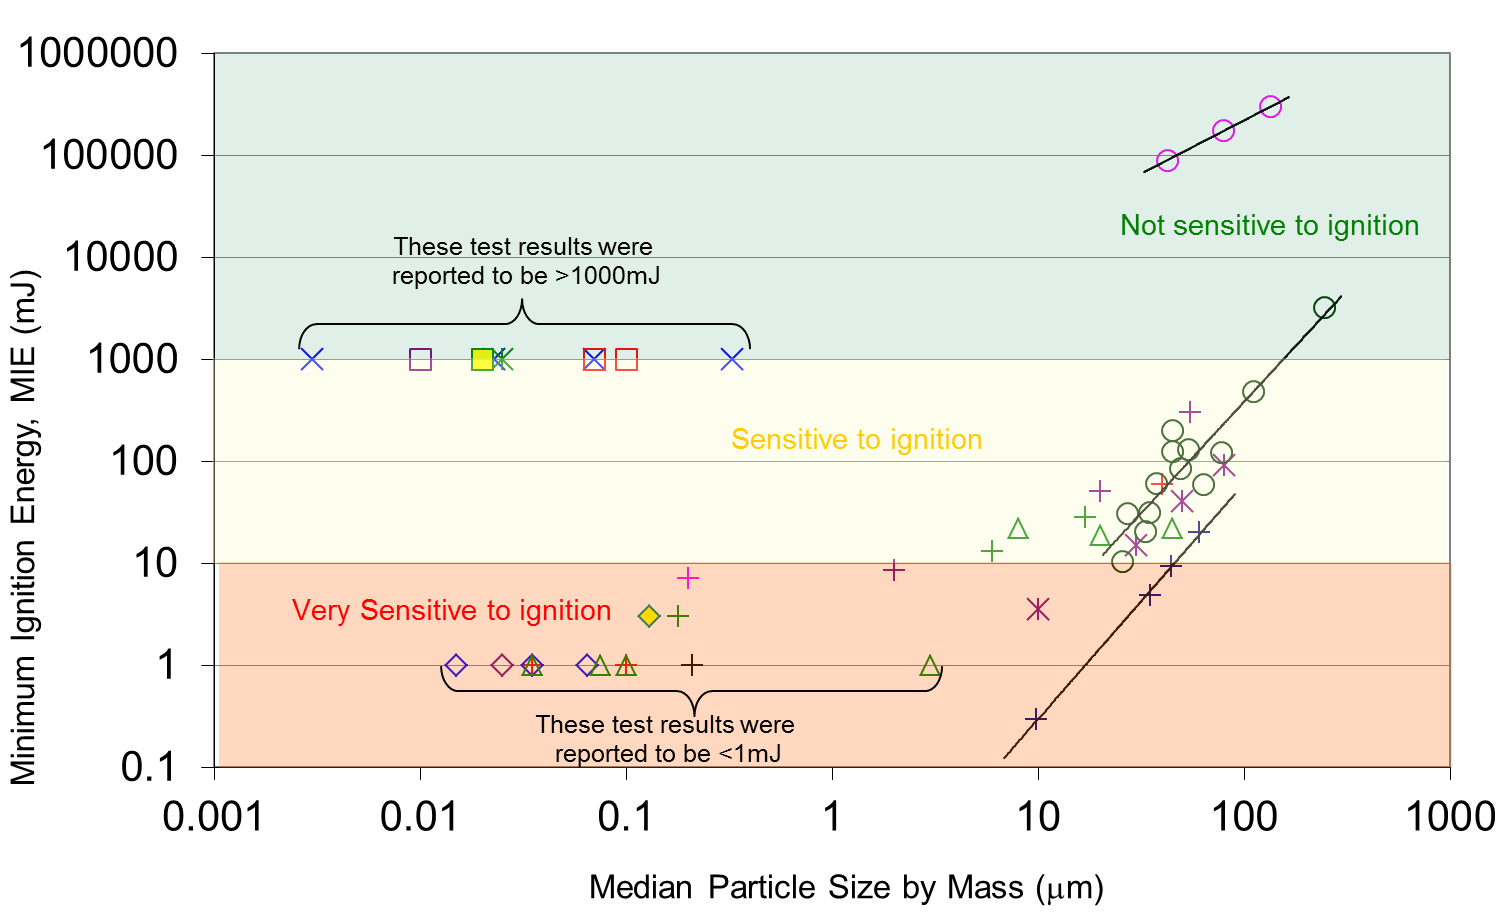 1000000
100000
10000
1000
100
10
1
0.1
Minimum Ignition Energy, MIE (mJ)
Not sensitive to ignition
These test results were
reported to be >1000mJ
Sensitive to ignition
Very Sensitive to ignition
These test results were
reported to be <1mJ
0.001
0.01
0.1
1
10
100
1000
Median Particle Size by Mass (μm)